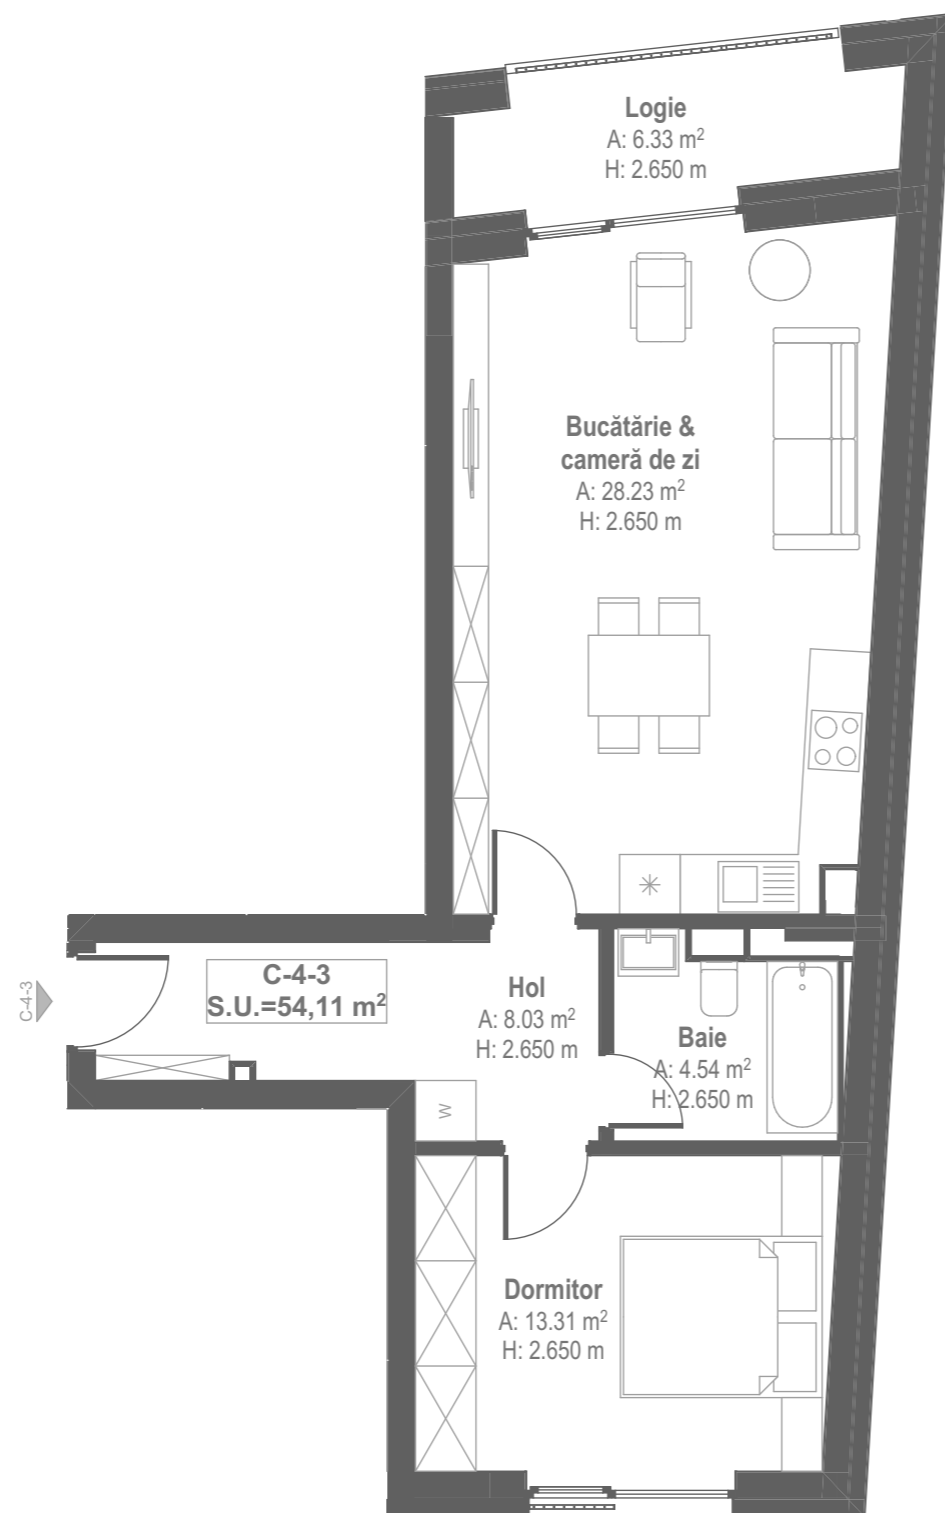 Logie
A: 6.33 m²
H: 2.650 m
Bucătărie &
cameră de zi
A: 28.23 m²
H: 2.650 m
C-4-3
C-4-3
S.U.=54,11 m²
Hol
A: 8.03 m²
H: 2.650 m
Baie
A: 4.54 m²
H: 2.650 m
W
Dormitor
A: 13.31 m²
H: 2.650 m